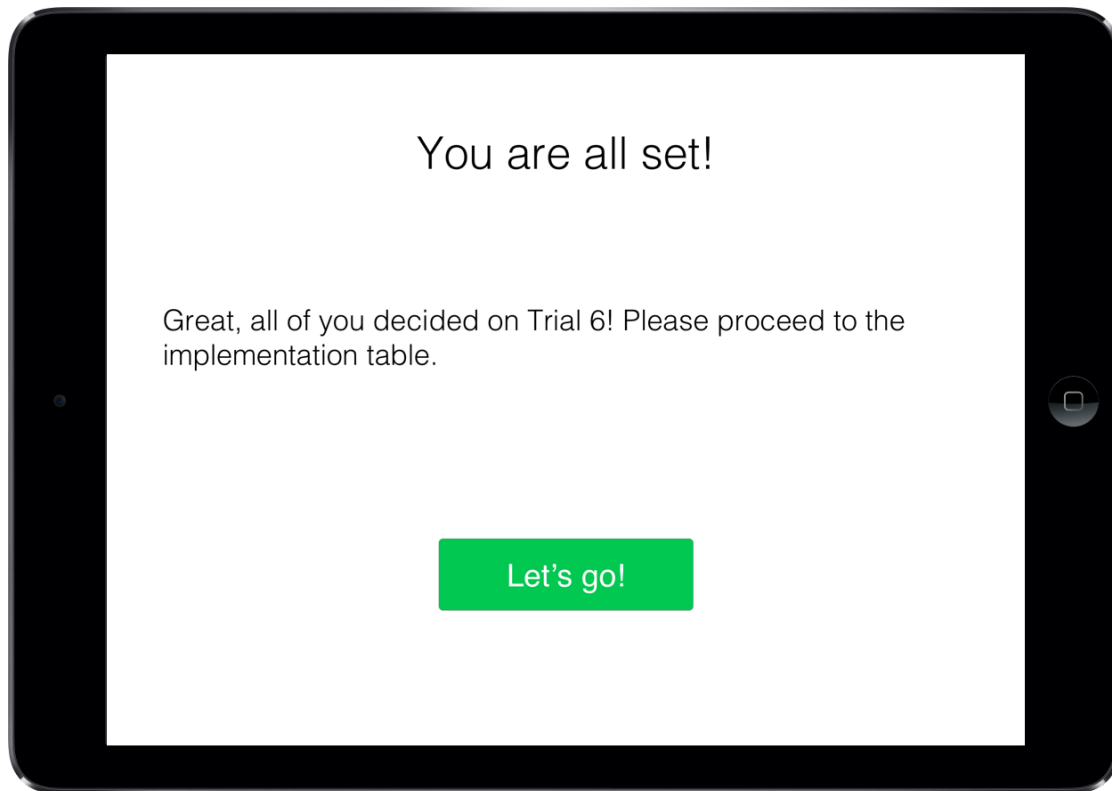 You are all set!
Great, all of you decided on Trial 6! Please proceed to the
implementation table.
Let's go!